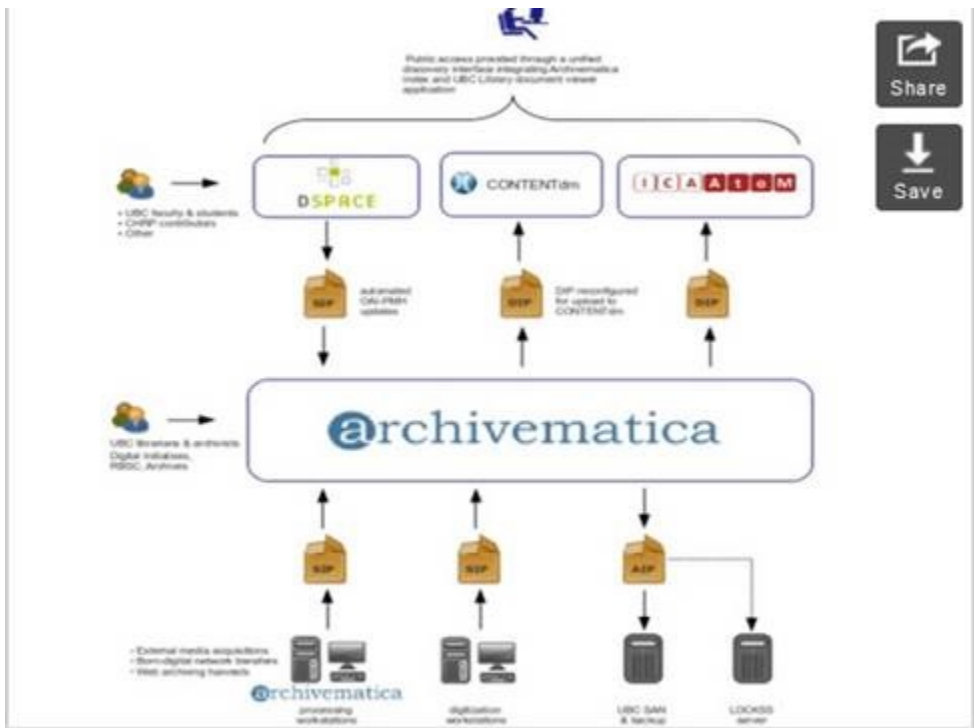 Public access provided through a unified
discovery interface integrating Archivematica
index and UBC Library document viewer
application
Share
Save
DSPACE
CONTENTdm
ICAAtoM
• UBC faculty & students
• CHRP contributors
• Other
SIP
automated
OAI-PMH
updates
DIP
DIP reconfigured
for upload to
CONTENTdm
DIP
archivematica
UBC librarians & archivists
Digital Initiatives,
RBSC, Archives
SIP
SIP
AIP
• External media acquisitions
• Born-digital network transfers
• Web archiving harvests
archivematica
processing
workstations
digitization
workstations
UBC SAN
& backup
LOCKSS
server